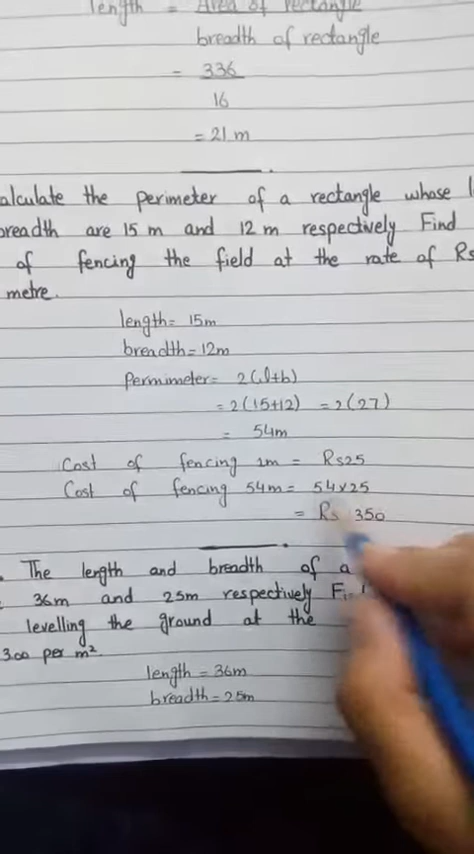 length = Area of rectangle
breadth of rectangle
= 336
16
= 21 m
alculate the perimeter of a rectangle whose l
breadth are 15 m and 12 m respectively Find
of fencing the field at the rate of Rs
metre.
length = 15m
breadth = 12m
Permimeter = 2(l+b)
= 2(15+12) = 2(27)
= 54m
Cost of fencing 1m = Rs25
Cost of fencing 54m = 54x25
= Rs 350
The length and breadth of a
36m and 25m respectively
levelling the ground at the
3.00 per m²
length = 36m
breadth = 25m